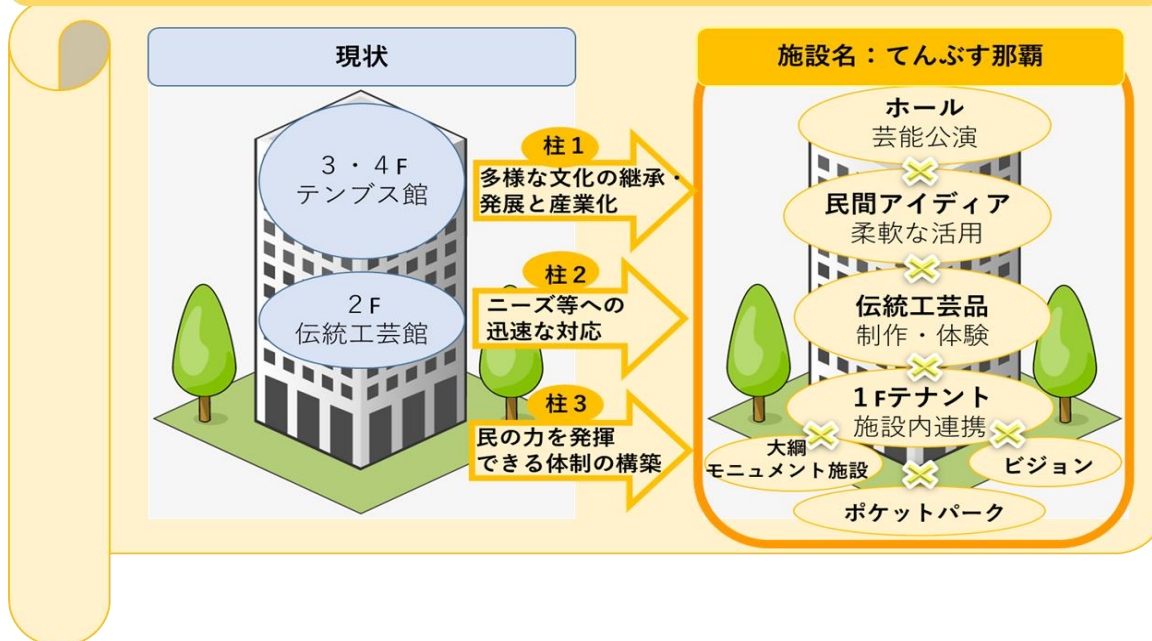 現状
３・４F
テンブス館
２F
伝統工芸館
柱１
多様な文化の継承・
発展と産業化
柱２
ニーズ等への
迅速な対応
柱３
民の力を発揮
できる体制の構築
施設名：てんぶす那覇
ホール
芸能公演
民間アイディア
柔軟な活用
伝統工芸品
制作・体験
１Fテナント
施設内連携
大綱
モニュメント施設
ビジョン
ポケットパーク